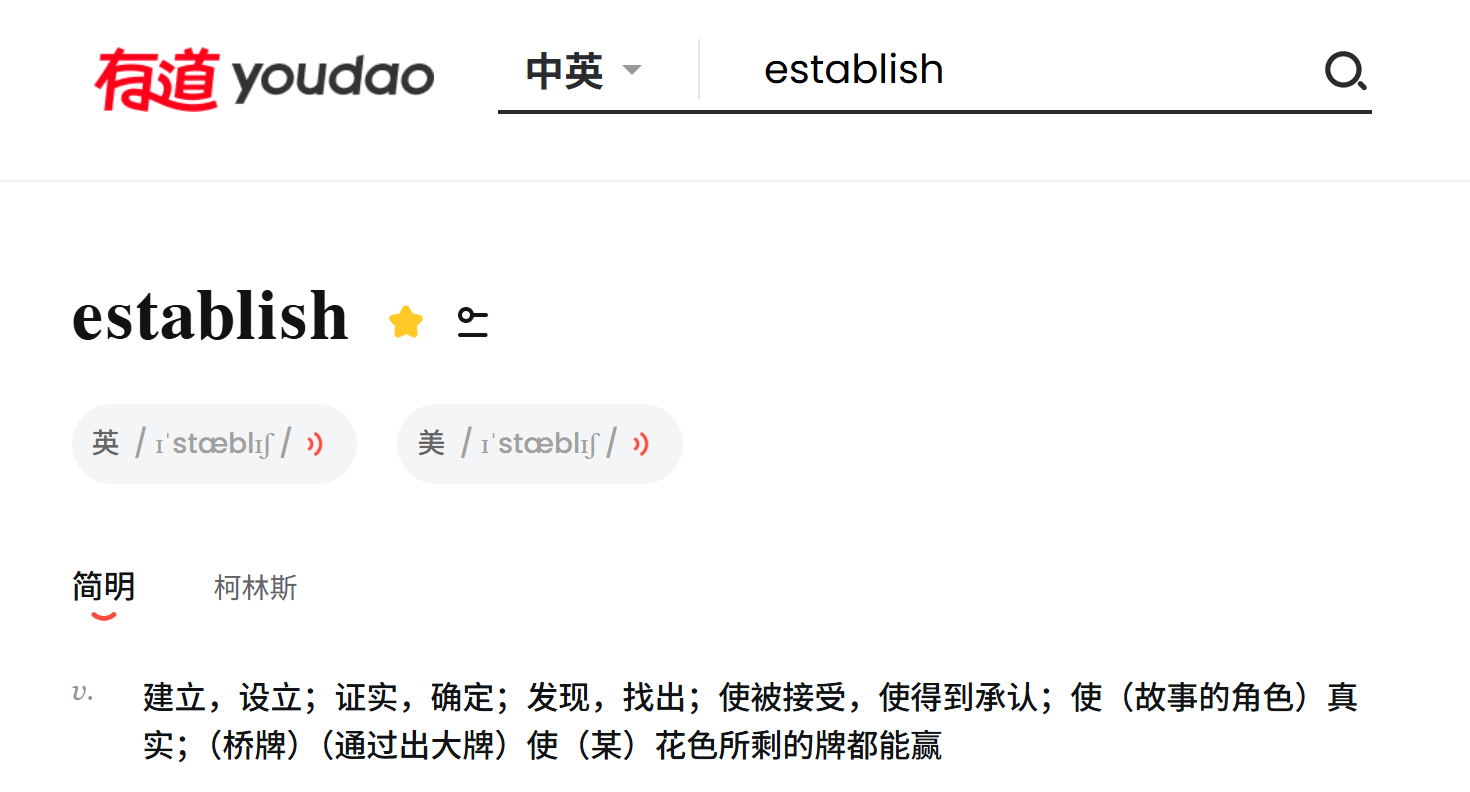 有道 youdao 中英 establish
establish
英 / ɪˈstæblɪʃ / 美 / ɪˈstæblɪʃ /
简明 柯林斯
v. 建立，设立；证实，确定；发现，找出；使被接受，使得到承认；使（故事的角色）真
实；（桥牌）（通过出大牌）使（某）花色所剩的牌都能赢